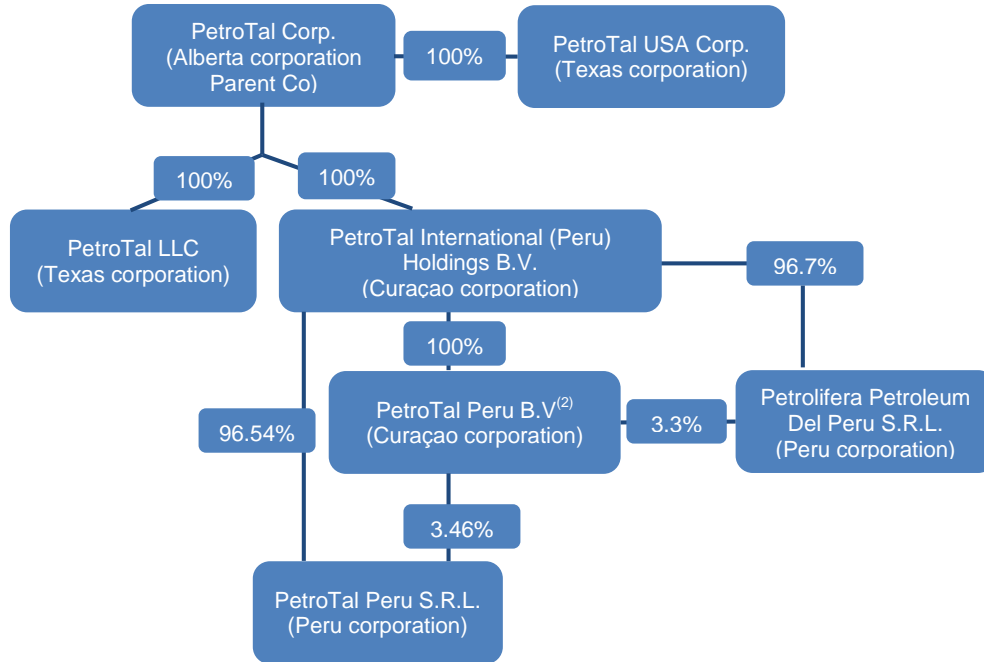 PetroTal Corp.
(Alberta corporation
Parent Co)
100%
PetroTal USA Corp.
(Texas corporation)
100%
100%
PetroTal LLC
(Texas corporation)
PetroTal International (Peru)
Holdings B.V.
(Curaçao corporation)
96.7%
100%
PetroTal Peru B.V⁽²⁾
(Curaçao corporation)
3.3%
Petrolifera Petroleum
Del Peru S.R.L.
(Peru corporation)
96.54%
3.46%
PetroTal Peru S.R.L.
(Peru corporation)